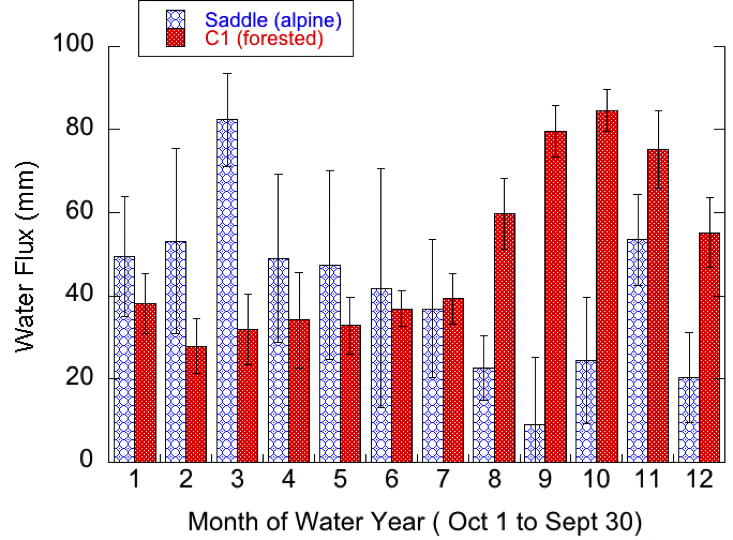 Saddle (alpine)
C1 (forested)
100
80
60
40
20
0
Water Flux (mm)
1 2 3 4 5 6 7 8 9 10 11 12
Month of Water Year ( Oct 1 to Sept 30)